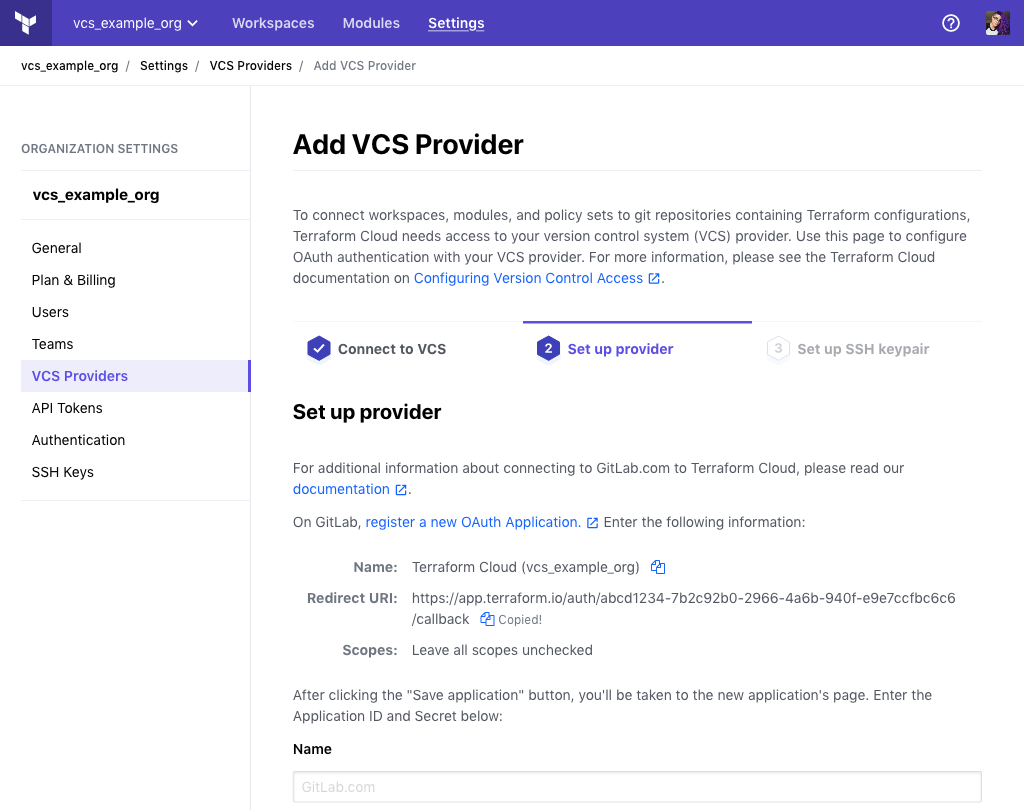 vcs_example_org Workspaces Modules Settings
vcs_example_org / Settings / VCS Providers / Add VCS Provider
ORGANIZATION SETTINGS
vcs_example_org
General
Plan & Billing
Users
Teams
VCS Providers
API Tokens
Authentication
SSH Keys
Add VCS Provider
To connect workspaces, modules, and policy sets to git repositories containing Terraform configurations,
Terraform Cloud needs access to your version control system (VCS) provider. Use this page to configure
OAuth authentication with your VCS provider. For more information, please see the Terraform Cloud
documentation on Configuring Version Control Access.
Connect to VCS
2 Set up provider
3 Set up SSH keypair
Set up provider
For additional information about connecting to GitLab.com to Terraform Cloud, please read our
documentation.
On GitLab, register a new OAuth Application. Enter the following information:
Name: Terraform Cloud (vcs_example_org)
Redirect URI: https://app.terraform.io/auth/abcd1234-7b2c92b0-2966-4a6b-940f-e9e7ccfbc6c6
/callback Copied!
Scopes: Leave all scopes unchecked
After clicking the "Save application" button, you'll be taken to the new application's page. Enter the
Application ID and Secret below:
Name
GitLab.com